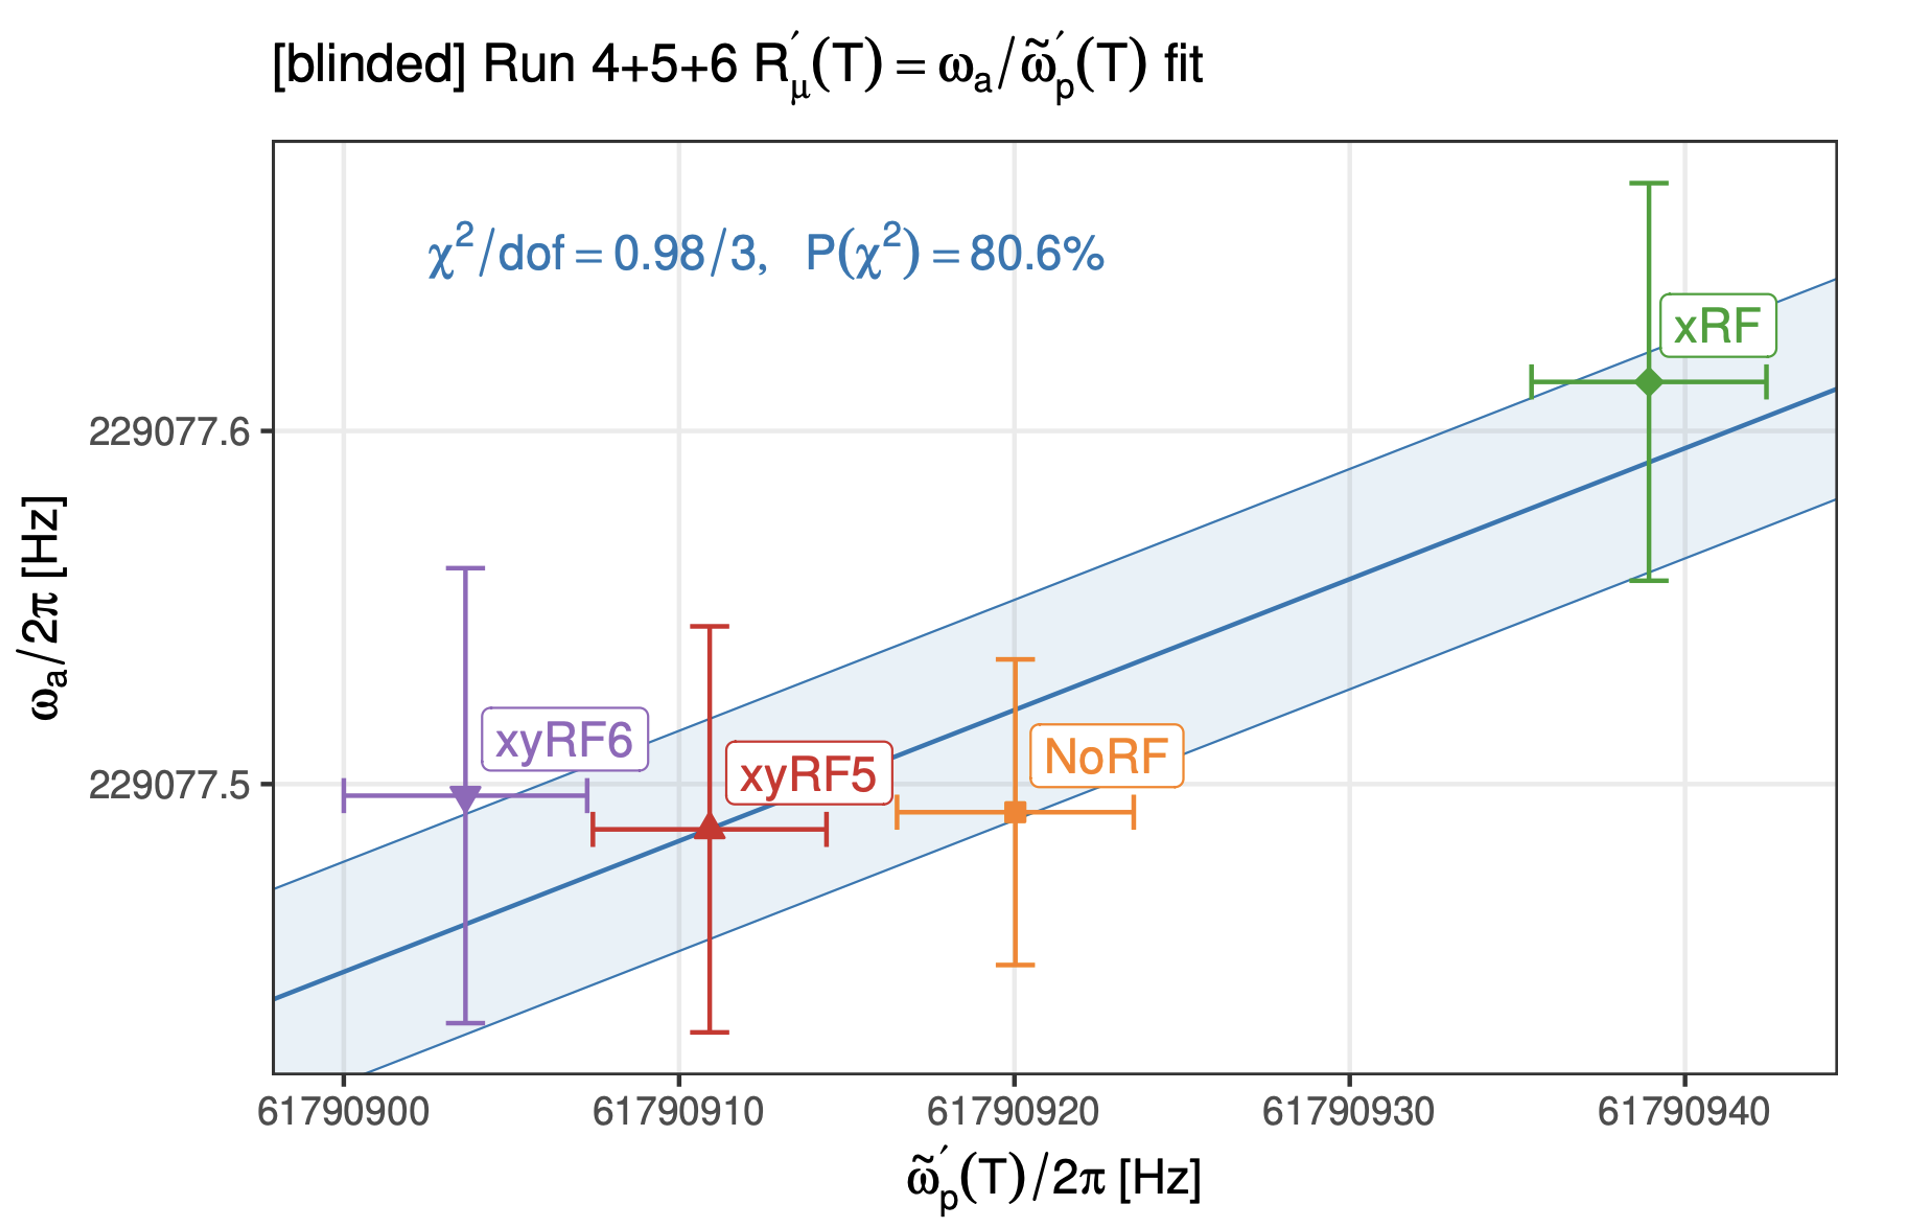 [blinded] Run 4+5+6 R′μ(T) = ωa/ω̃′p(T) fit
χ²/dof = 0.98/3, P(χ²) = 80.6%
xRF
229077.6
ωa/2π [Hz]
xyRF6
xyRF5
NoRF
229077.5
61790900 61790910 61790920 61790930 61790940
ω̃′p(T)/2π [Hz]